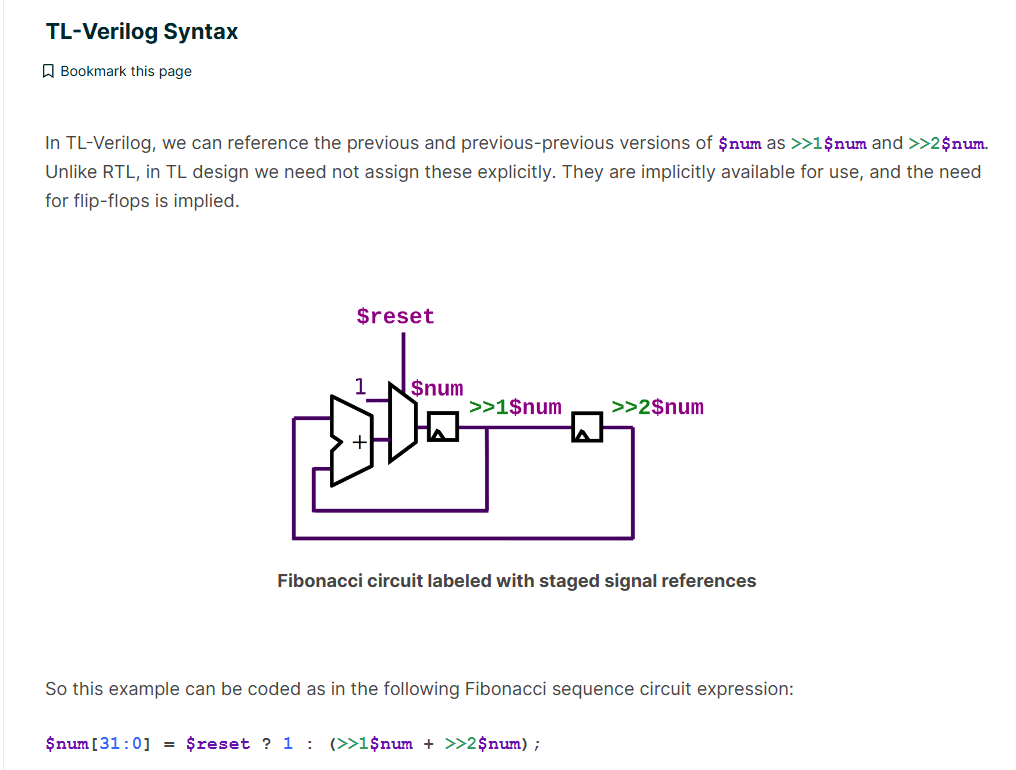 TL-Verilog Syntax
Bookmark this page
In TL-Verilog, we can reference the previous and previous-previous versions of $num as >>1$num and >>2$num.
Unlike RTL, in TL design we need not assign these explicitly. They are implicitly available for use, and the need
for flip-flops is implied.
$reset
1
$num
>>1$num
>>2$num
+
Fibonacci circuit labeled with staged signal references
So this example can be coded as in the following Fibonacci sequence circuit expression:
$num[31:0] = $reset ? 1 : (>>1$num + >>2$num);